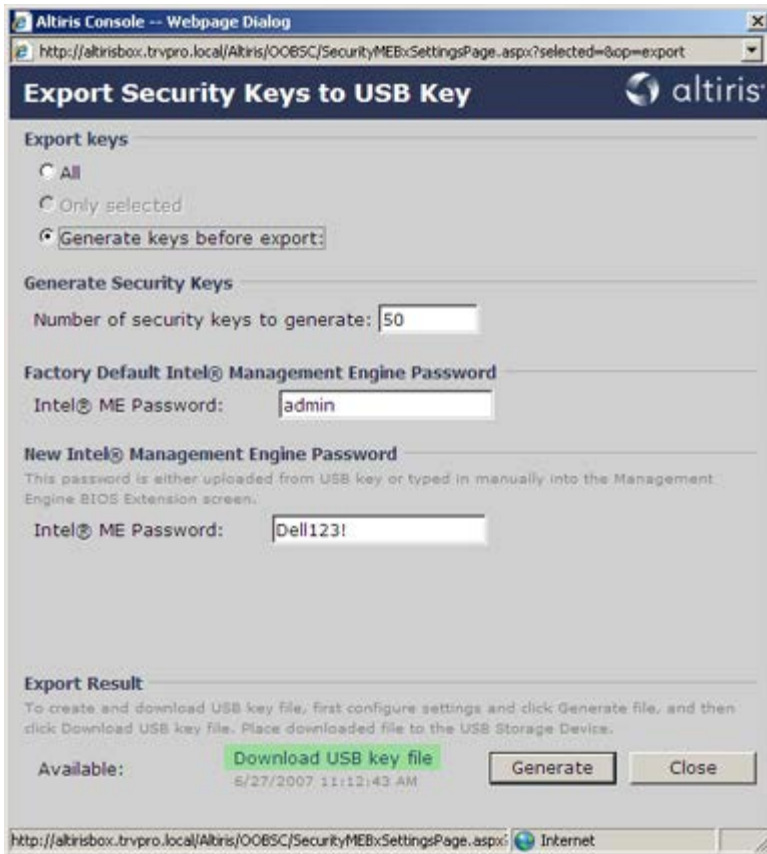 Altiris Console -- Webpage Dialog
http://altirisbox.trvpro.local/Altiris/OOBSC/SecurityMEBxSettingsPage.aspx?selected=&op=export
Export Security Keys to USB Key
altiris
Export keys
All
Only selected
Generate keys before export:
Generate Security Keys
Number of security keys to generate: 50
Factory Default Intel® Management Engine Password
Intel® ME Password: admin
New Intel® Management Engine Password
This password is either uploaded from USB key or typed in manually into the Management
Engine BIOS Extension screen.
Intel® ME Password: Dell123!
Export Result
To create and download USB key file, first configure settings and click Generate file, and then
click Download USB key file. Place downloaded file to the USB Storage Device.
Available: Download USB key file Generate Close
6/27/2007 11:12:43 AM
http://altirisbox.trvpro.local/Altiris/OOBSC/SecurityMEBxSettingsPage.aspx? Internet